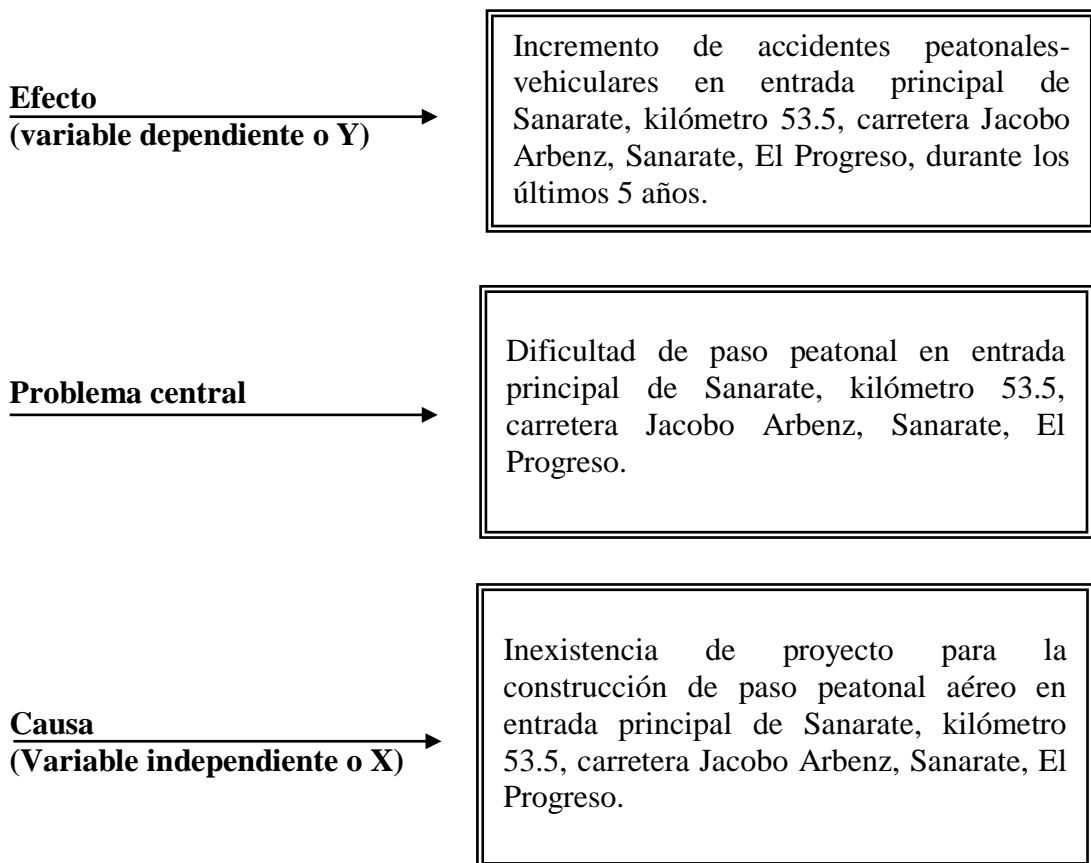 Efecto
(variable dependiente o Y)
Incremento de accidentes peatonales-
vehiculares en entrada principal de
Sanarate, kilómetro 53.5, carretera Jacobo
Arbenz, Sanarate, El Progreso, durante los
últimos 5 años.
Problema central
Dificultad de paso peatonal en entrada
principal de Sanarate, kilómetro 53.5,
carretera Jacobo Arbenz, Sanarate, El
Progreso.
Causa
(Variable independiente o X)
Inexistencia de proyecto para la
construcción de paso peatonal aéreo en
entrada principal de Sanarate, kilómetro
53.5, carretera Jacobo Arbenz, Sanarate, El
Progreso.